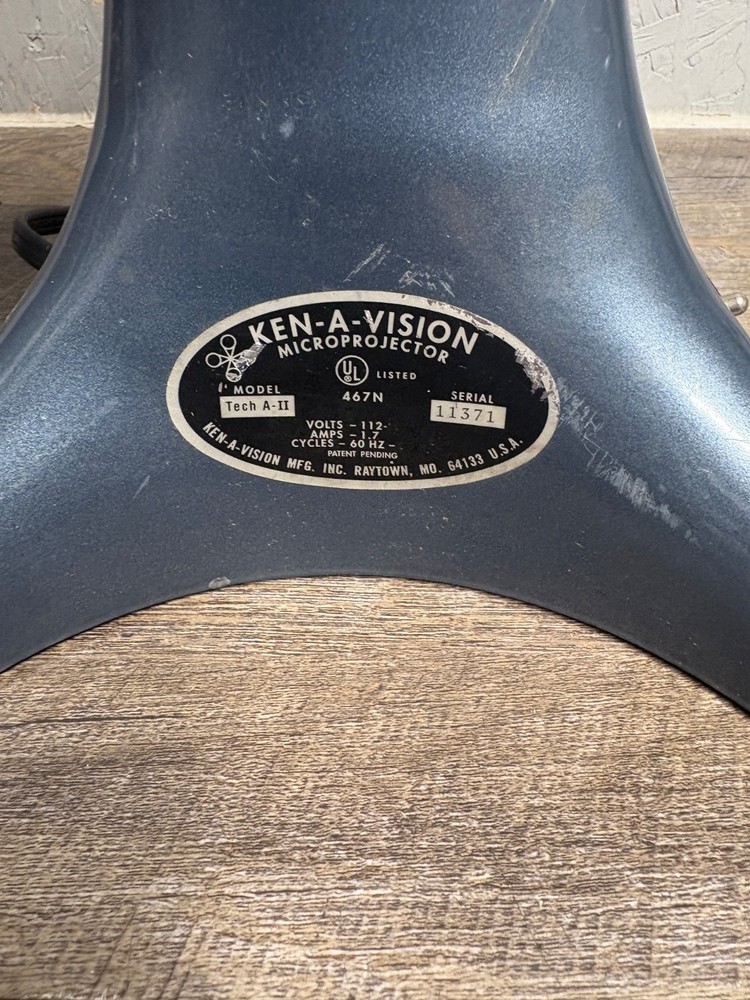 KEN-A-VISION
MICROPROJECTOR
UL LISTED
MODEL
Tech A-II
467N
SERIAL
11371
VOLTS - 112-
AMPS - 1.7
CYCLES - 60 HZ -
PATENT PENDING
KEN-A-VISION MFG. INC. RAYTOWN, MO. 64133 U.S.A.